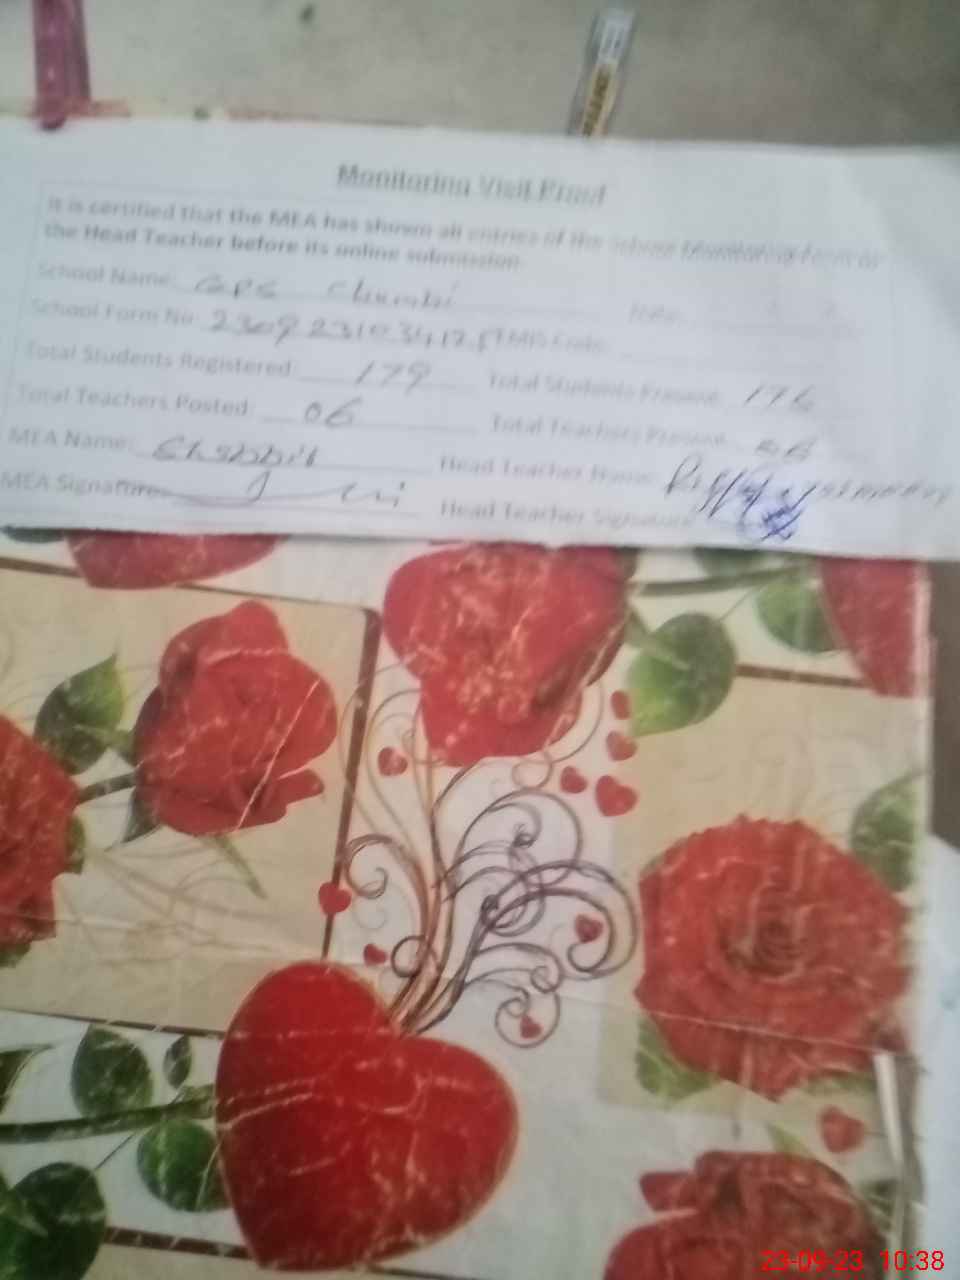 Monitoring Visit Proof
It is certified that the MEA has shown all entries of the school Monitoring Form to
the Head Teacher before its online submission.
School Name: GPS
School Form No:
Total Students Registered: 179 Total Students Present: 176
Total Teachers Posted: 06 Total Teachers Present: 06
MEA Name: Shabbir Head Teacher Name:
MEA Signature: Head Teacher Signature
23-09-23 10:38